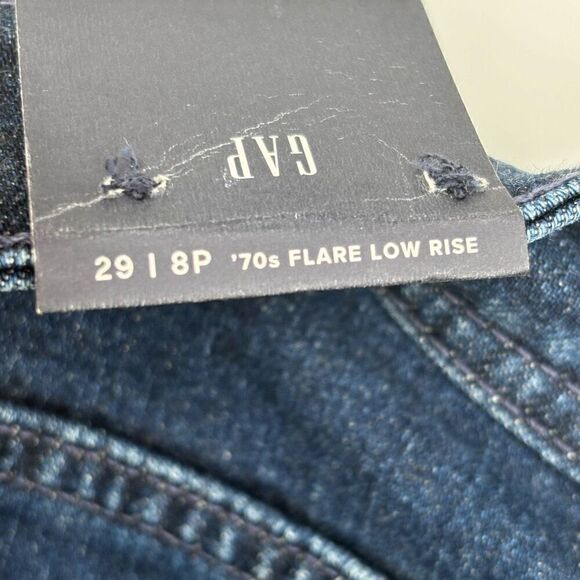 GAP
29 | 8P '70s FLARE LOW RISE